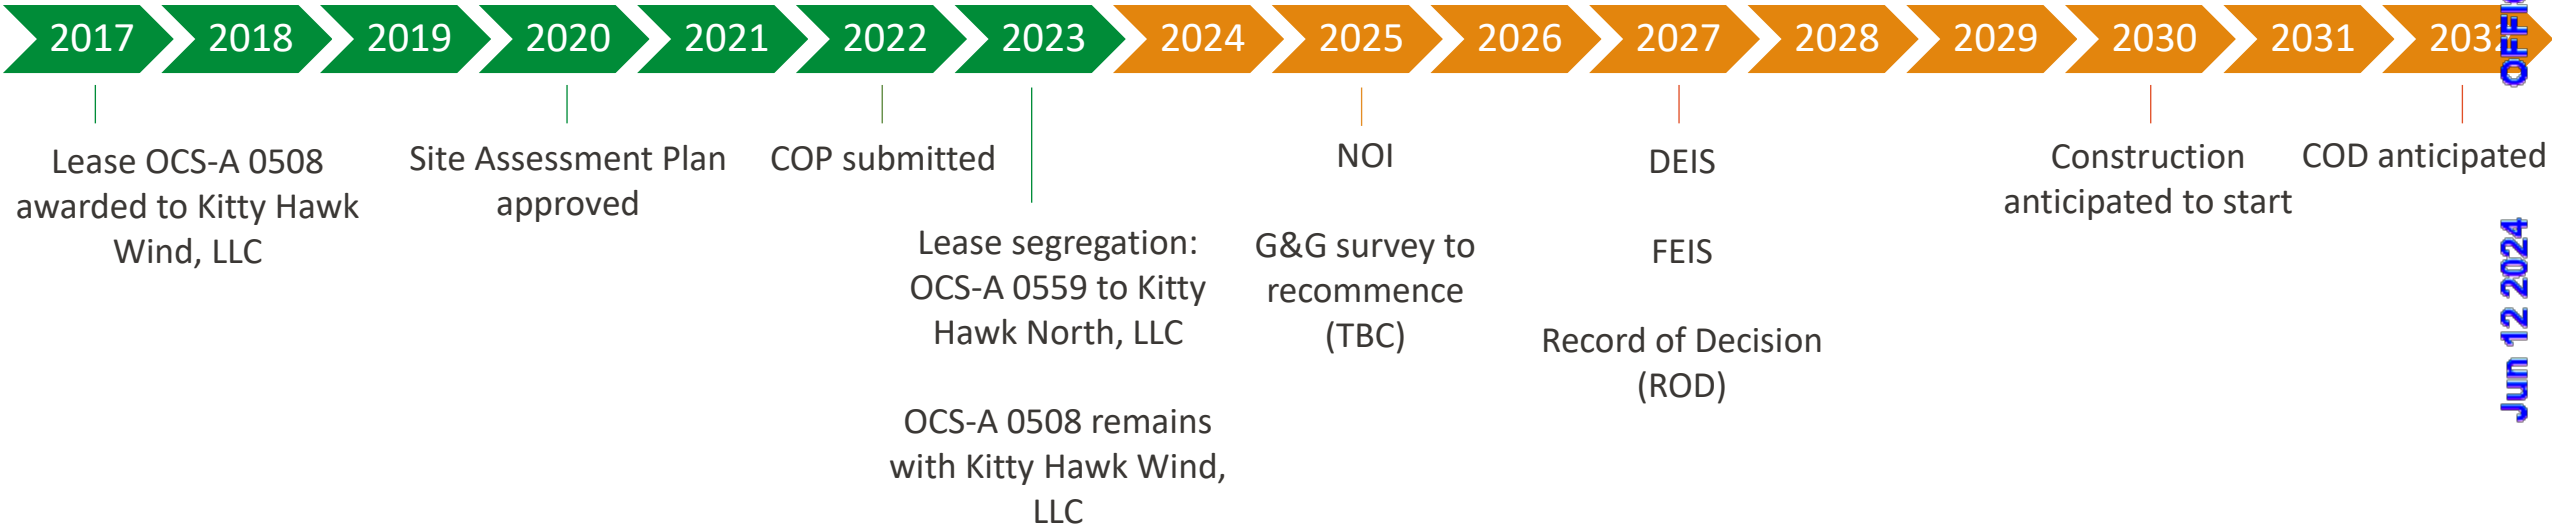 2017 2018 2019 2020 2021 2022 2023 2024 2025 2026 2027 2028 2029 2030 2031
Lease OCS-A 0508
awarded to Kitty Hawk
Wind, LLC
Site Assessment Plan
approved
COP submitted
Lease segregation:
OCS-A 0559 to Kitty
Hawk North, LLC
OCS-A 0508 remains
with Kitty Hawk Wind,
LLC
NOI
G&G survey to
recommence
(TBC)
DEIS
FEIS
Record of Decision
(ROD)
Construction
anticipated to start
COD anticipated
Jun 12 2024